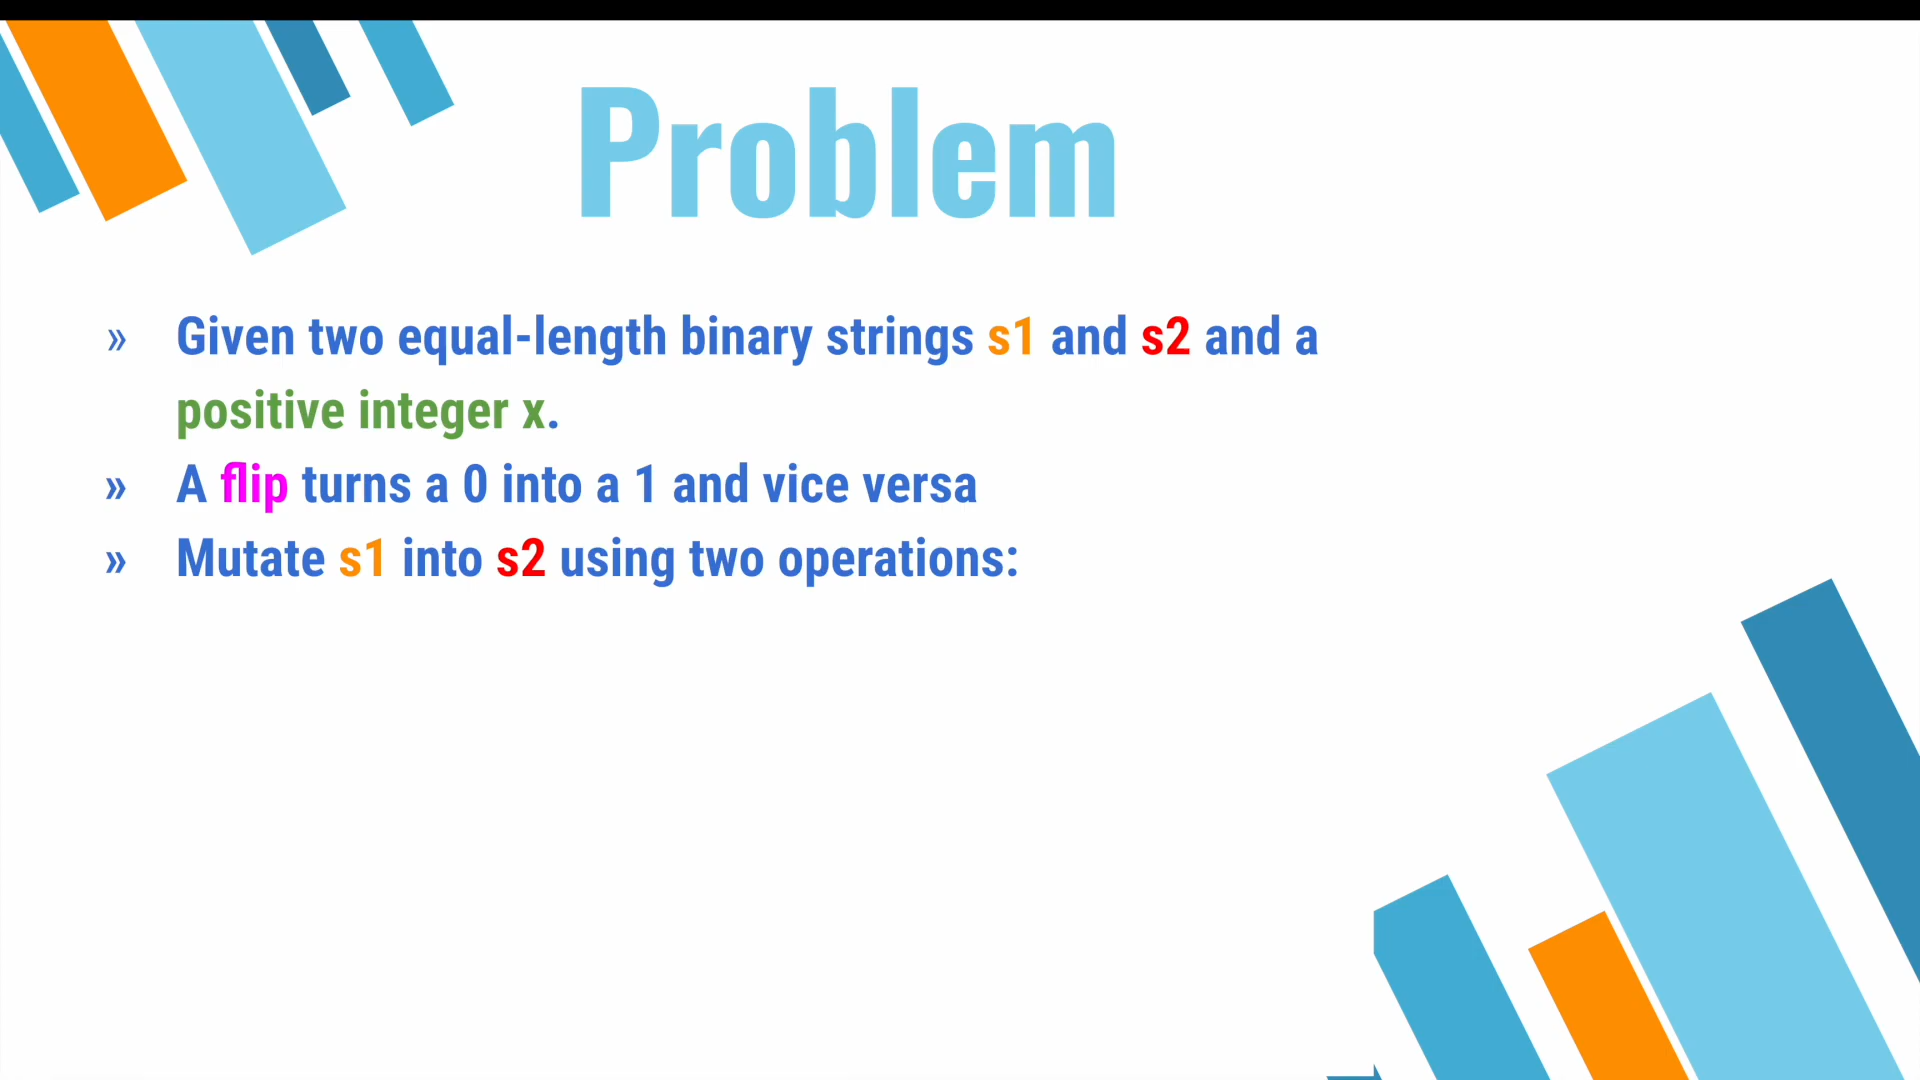 Problem
» Given two equal-length binary strings s1 and s2 and a
positive integer x.
» A flip turns a 0 into a 1 and vice versa
» Mutate s1 into s2 using two operations: